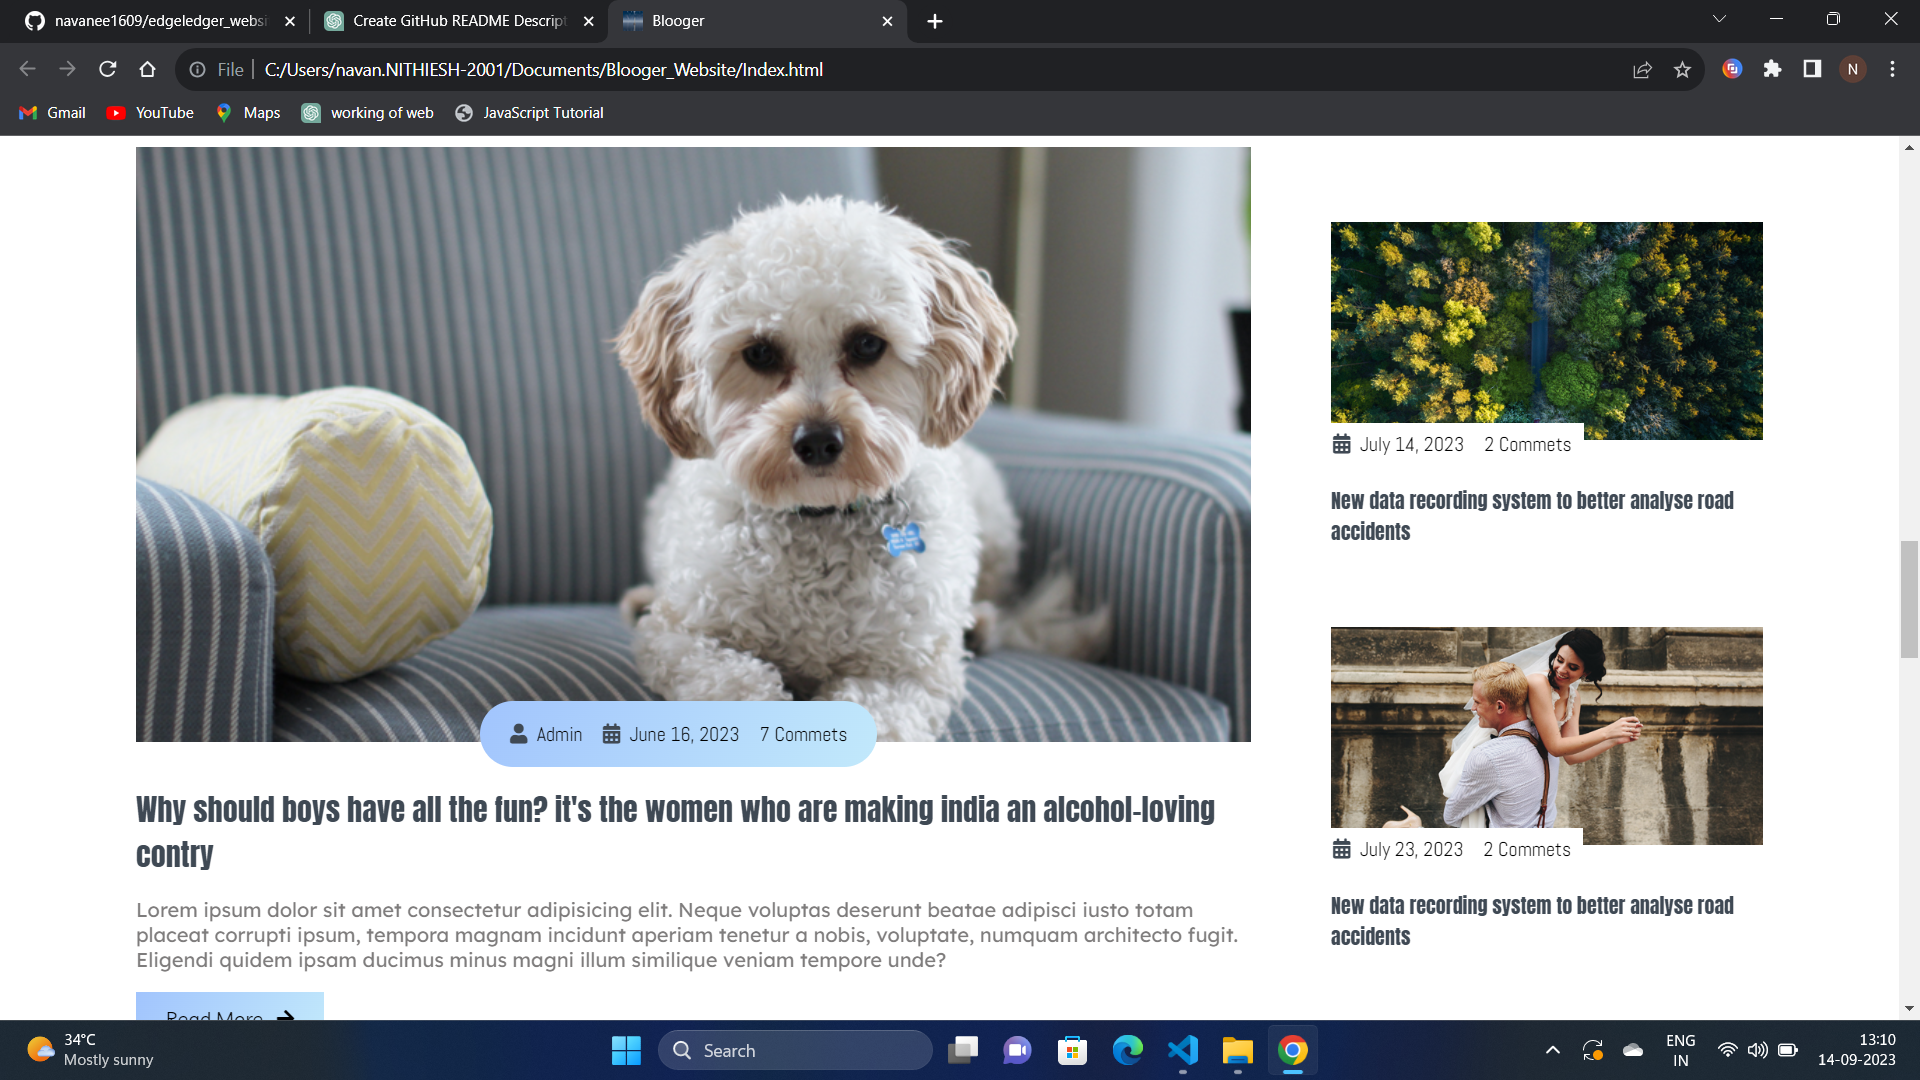 navanee1609/edgeledger_websi
Create GitHub README Descript
Blooger
File
C:/Users/navan.NITHIESH-2001/Documents/Blooger_Website/Index.html
N
Gmail
YouTube
Maps
working of web
JavaScript Tutorial
Admin June 16, 2023 7 Commets
Why should boys have all the fun? it's the women who are making india an alcohol-loving
contry
Lorem ipsum dolor sit amet consectetur adipisicing elit. Neque voluptas deserunt beatae adipisci iusto totam
placeat corrupti ipsum, tempora magnam incidunt aperiam tenetur a nobis, voluptate, numquam architecto fugit.
Eligendi quidem ipsam ducimus minus magni illum similique veniam tempore unde?
Read More
July 14, 2023 2 Commets
New data recording system to better analyse road
accidents
July 23, 2023 2 Commets
New data recording system to better analyse road
accidents
34°C
Mostly sunny
Search
ENG
IN
13:10
14-09-2023